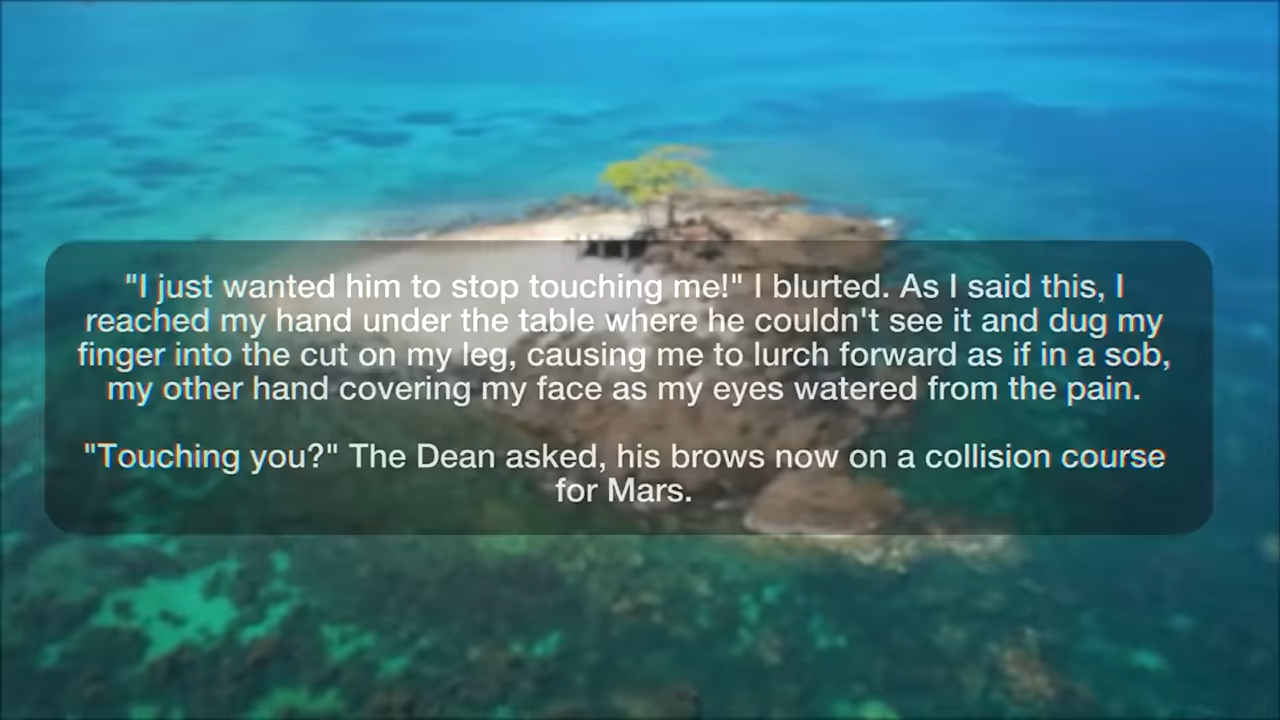 "I just wanted him to stop touching me!" I blurted. As I said this, I
reached my hand under the table where he couldn't see it and dug my
finger into the cut on my leg, causing me to lurch forward as if in a sob,
my other hand covering my face as my eyes watered from the pain.
"Touching you?" The Dean asked, his brows now on a collision course
for Mars.